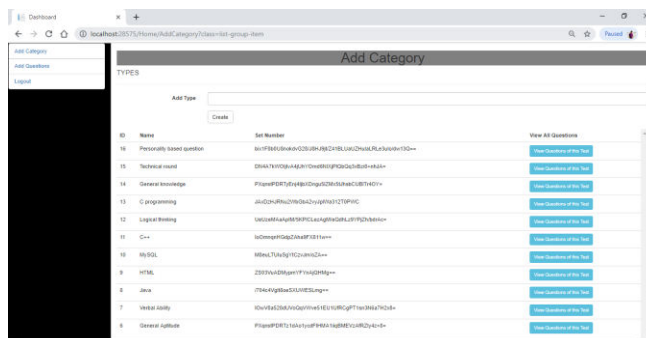 Dashboard
Paused
localhost:28575/Home/AddCategory?class=list-group-item
Add Category
Add Questions
Logout
Add Category
TYPES
Add Type
Create
ID Name Set Number View All Questions
16 Personality based question View Questions of this Test
15 Technical round View Questions of this Test
14 General knowledge View Questions of this Test
13 C programming View Questions of this Test
12 Logical thinking View Questions of this Test
11 C++ View Questions of this Test
10 MySQL View Questions of this Test
9 HTML View Questions of this Test
8 Java View Questions of this Test
7 Verbal Ability View Questions of this Test
6 General Aptitude View Questions of this Test